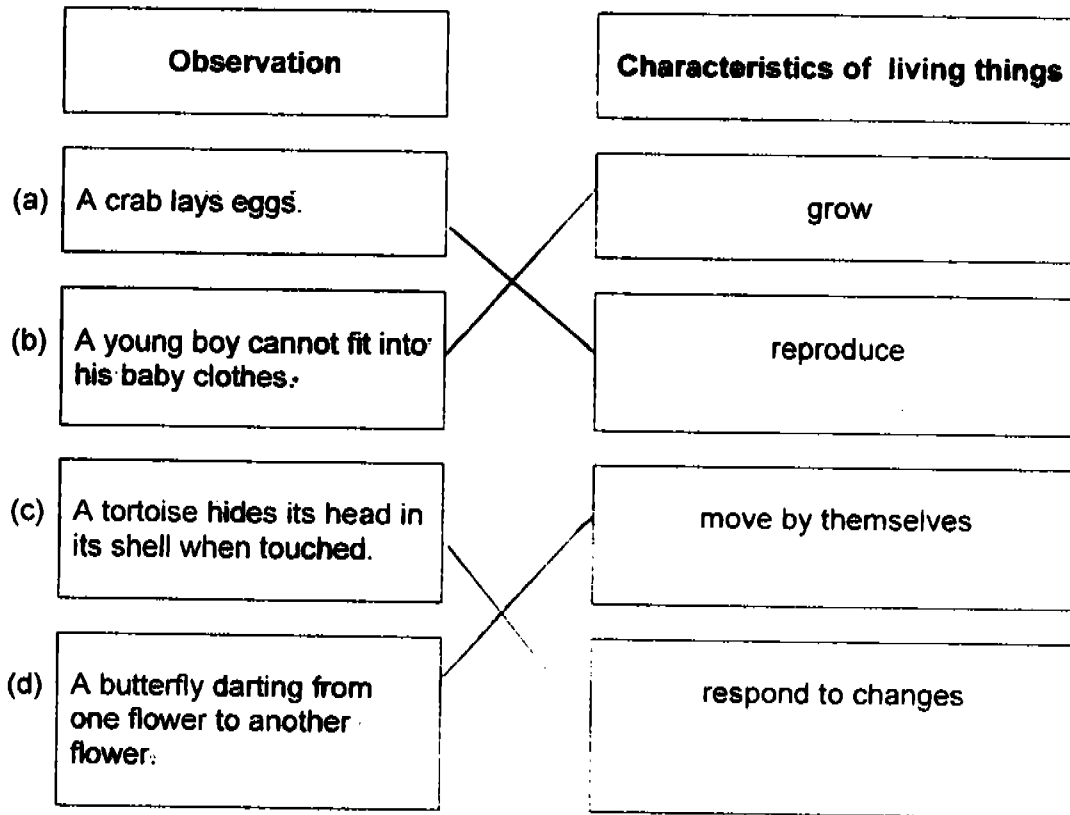 Observation
Characteristics of living things
(a) A crab lays eggs.
grow
(b) A young boy cannot fit into
his baby clothes.
reproduce
(c) A tortoise hides its head in
its shell when touched.
move by themselves
(d) A butterfly darting from
one flower to another
flower.
respond to changes